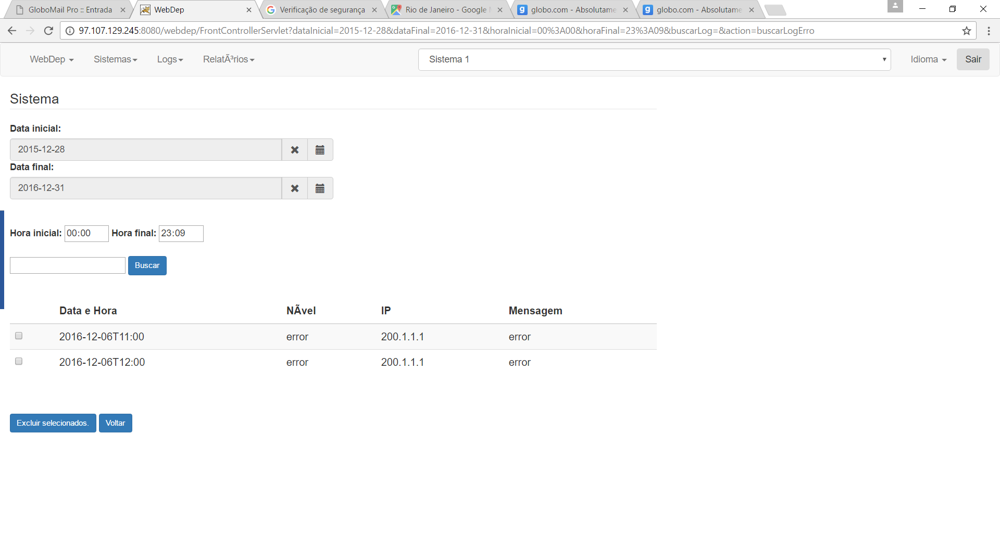 GloboMail Pro :: Entrada
WebDep
Verificação de segurança
Rio de Janeiro - Google
globo.com - Absolutame
globo.com - Absolutame
97.107.129.245:8080/webdep/FrontControllerServlet?dataInicial=2015-12-28&dataFinal=2016-12-31&horaInicial=00%3A00&horaFinal=23%3A09&buscarLog=&action=buscarLogErro
WebDep Sistemas Logs RelatÃ³rios Sistema 1 Idioma Sair
Sistema
Data inicial:
2015-12-28
Data final:
2016-12-31
Hora inicial: 00:00 Hora final: 23:09
Buscar
Data e Hora NÃvel IP Mensagem
2016-12-06T11:00 error 200.1.1.1 error
2016-12-06T12:00 error 200.1.1.1 error
Excluir selecionados. Voltar